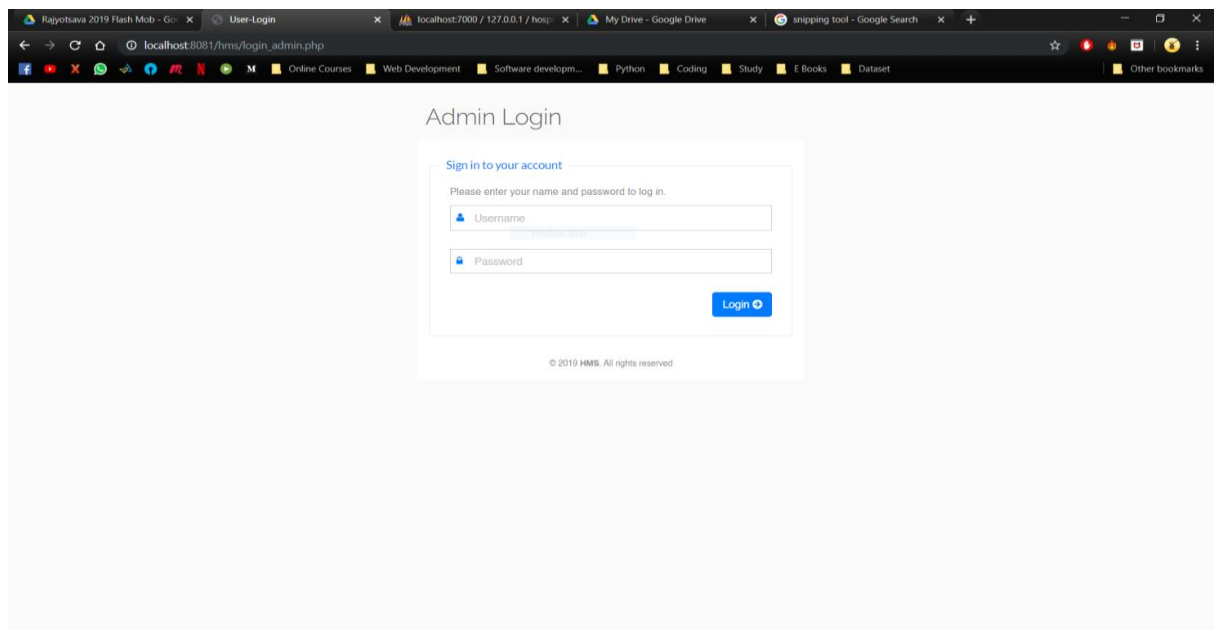 Rajyotsava 2019 Flash Mob - Go
User-Login
localhost:7000 / 127.0.0.1 / hosp
My Drive - Google Drive
snipping tool - Google Search
localhost:8081/hms/login_admin.php
M
Online Courses
Web Development
Software developm...
Python
Coding
Study
E Books
Dataset
Other bookmarks
Admin Login
Sign in to your account
Please enter your name and password to log in.
Username
Password
Login
© 2019 HMS. All rights reserved